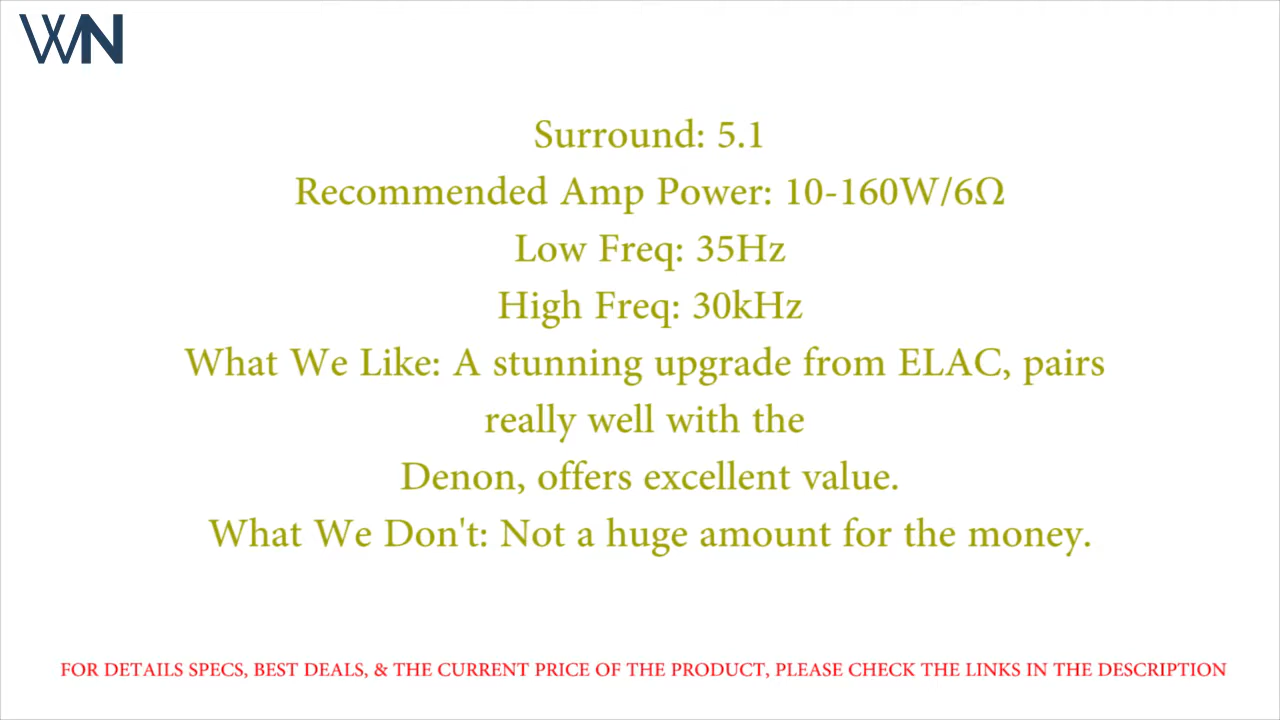 WN
Surround: 5.1
Recommended Amp Power: 10-160W/6Ω
Low Freq: 35Hz
High Freq: 30kHz
What We Like: A stunning upgrade from ELAC, pairs
really well with the
Denon, offers excellent value.
What We Don't: Not a huge amount for the money.
FOR DETAILS SPECS, BEST DEALS, & THE CURRENT PRICE OF THE PRODUCT, PLEASE CHECK THE LINKS IN THE DESCRIPTION